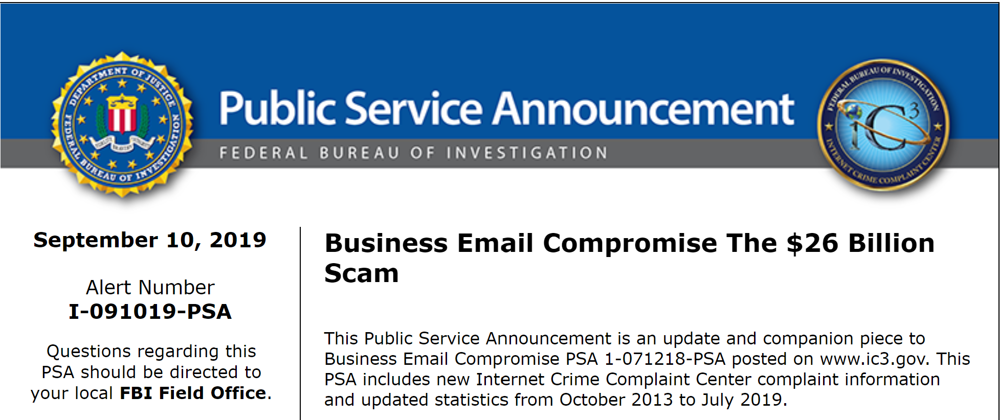 DEPARTMENT OF JUSTICE
FEDERAL BUREAU OF INVESTIGATION
Public Service Announcement
FEDERAL BUREAU OF INVESTIGATION
FEDERAL BUREAU OF INVESTIGATION
iC3
INTERNET CRIME COMPLAINT CENTER
September 10, 2019
Alert Number
I-091019-PSA
Questions regarding this
PSA should be directed to
your local FBI Field Office.
Business Email Compromise The $26 Billion
Scam
This Public Service Announcement is an update and companion piece to
Business Email Compromise PSA 1-071218-PSA posted on www.ic3.gov. This
PSA includes new Internet Crime Complaint Center complaint information
and updated statistics from October 2013 to July 2019.